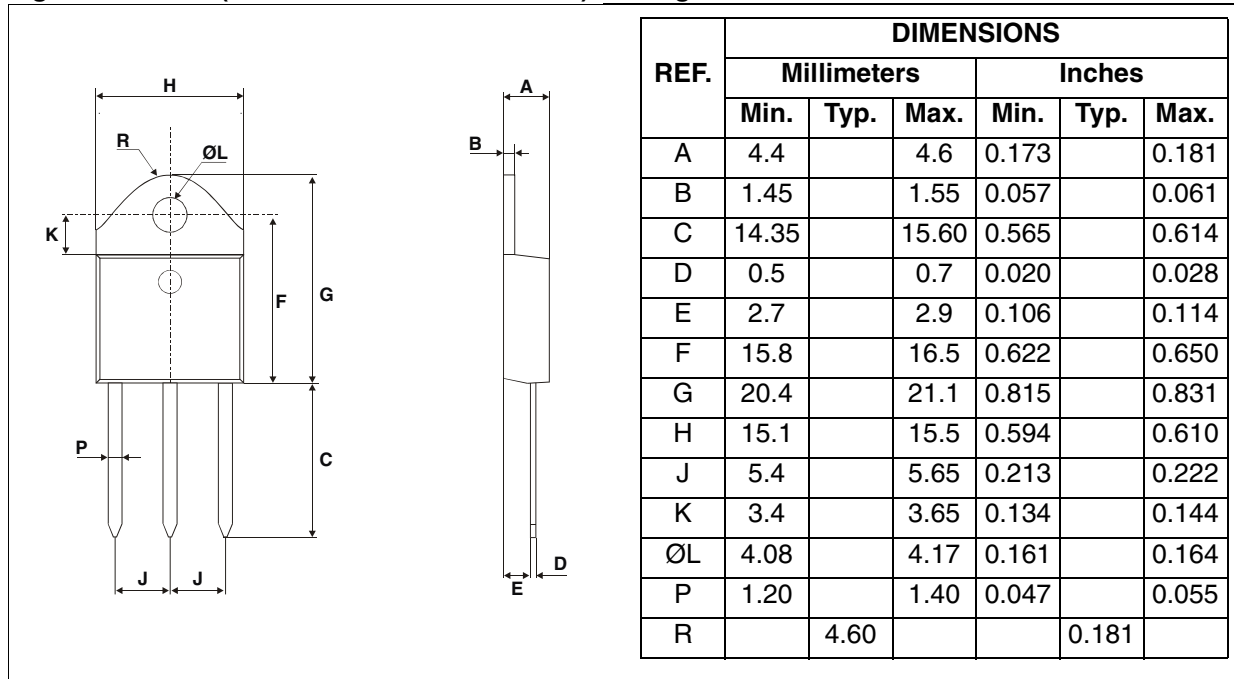 H
A
B
R
ØL
K
F
G
P
C
J
J
D
E
REF.
DIMENSIONS
Millimeters Inches
Min. Typ. Max. Min. Typ. Max.
A 4.4 4.6 0.173 0.181
B 1.45 1.55 0.057 0.061
C 14.35 15.60 0.565 0.614
D 0.5 0.7 0.020 0.028
E 2.7 2.9 0.106 0.114
F 15.8 16.5 0.622 0.650
G 20.4 21.1 0.815 0.831
H 15.1 15.5 0.594 0.610
J 5.4 5.65 0.213 0.222
K 3.4 3.65 0.134 0.144
ØL 4.08 4.17 0.161 0.164
P 1.20 1.40 0.047 0.055
R 4.60 0.181